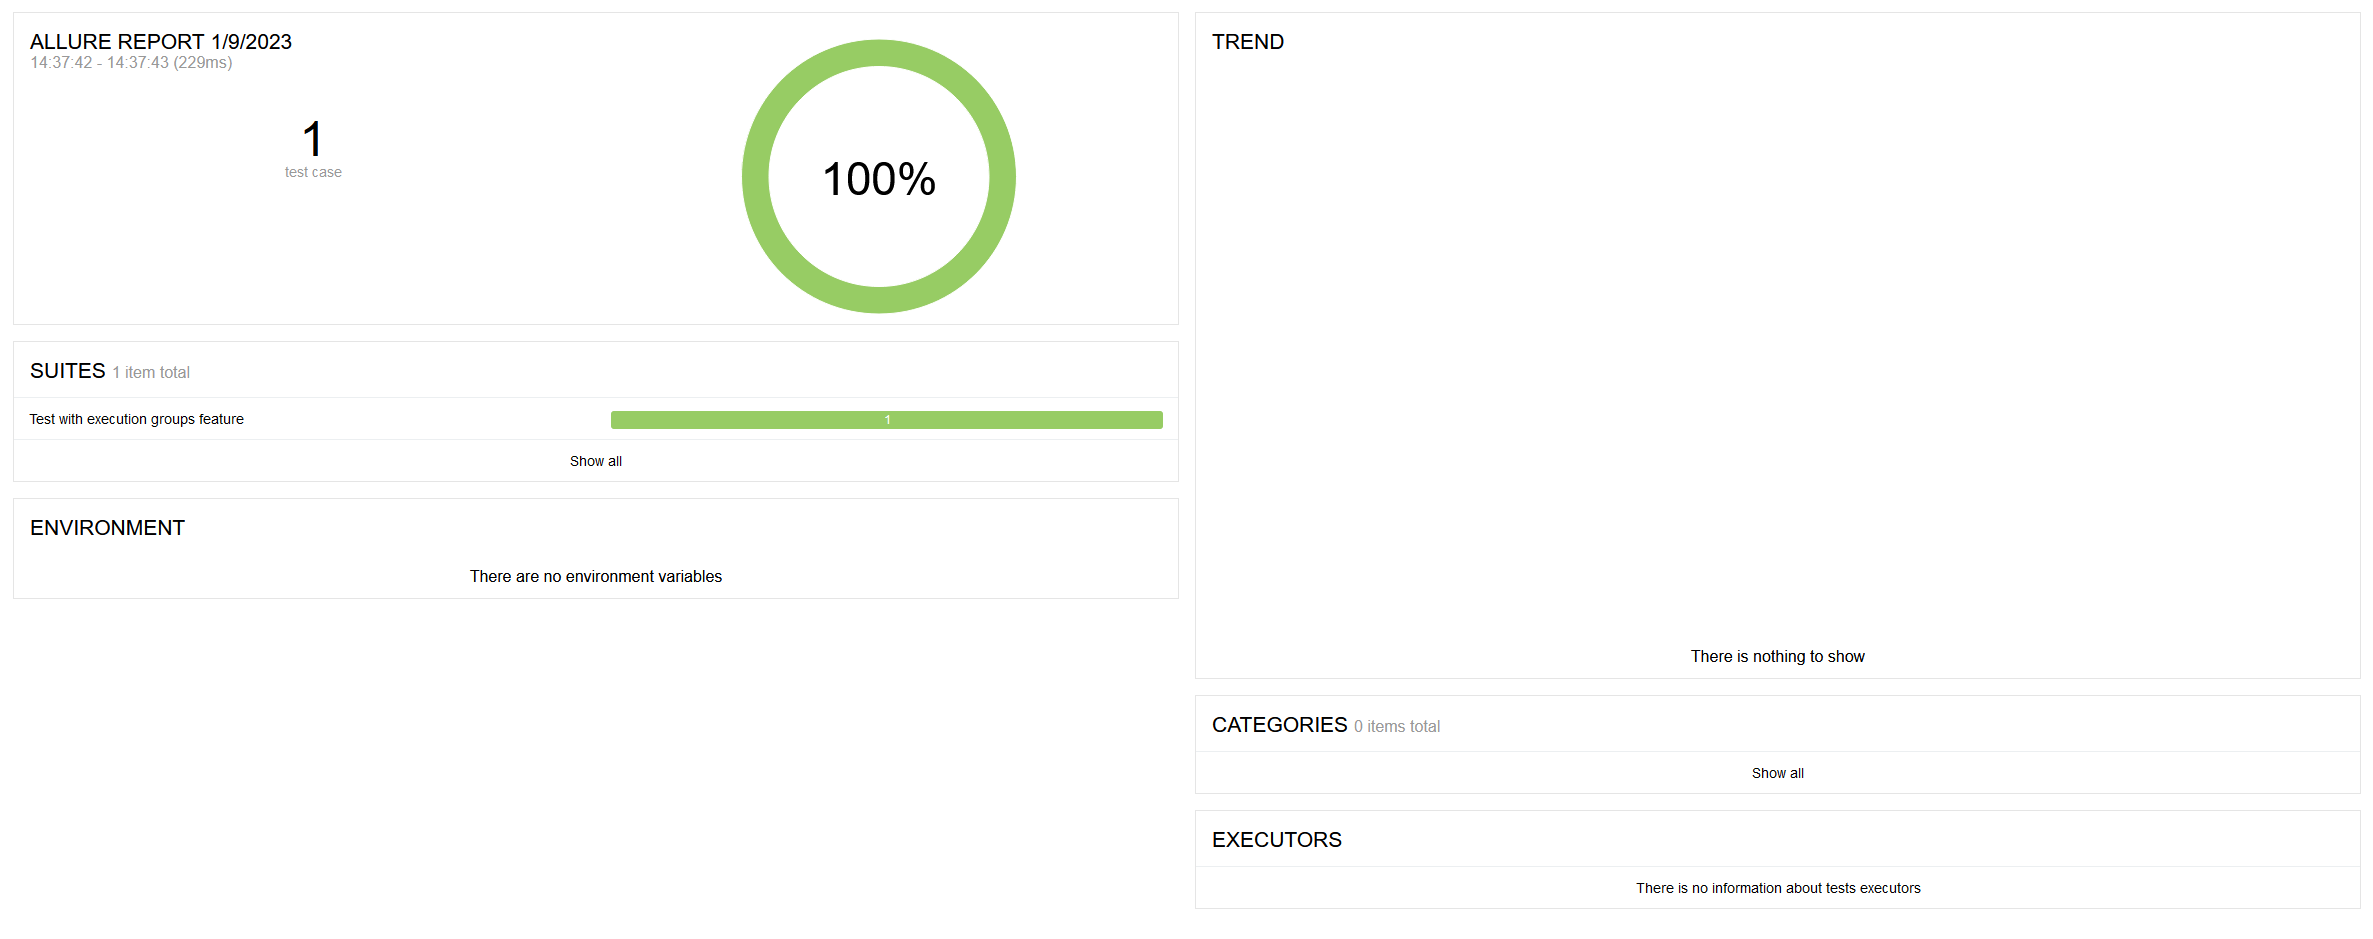 ALLURE REPORT 1/9/2023
14:37:42 - 14:37:43 (229ms)
1
test case
100%
SUITES 1 item total
Test with execution groups feature
1
Show all
ENVIRONMENT
There are no environment variables
TREND
There is nothing to show
CATEGORIES 0 items total
Show all
EXECUTORS
There is no information about tests executors